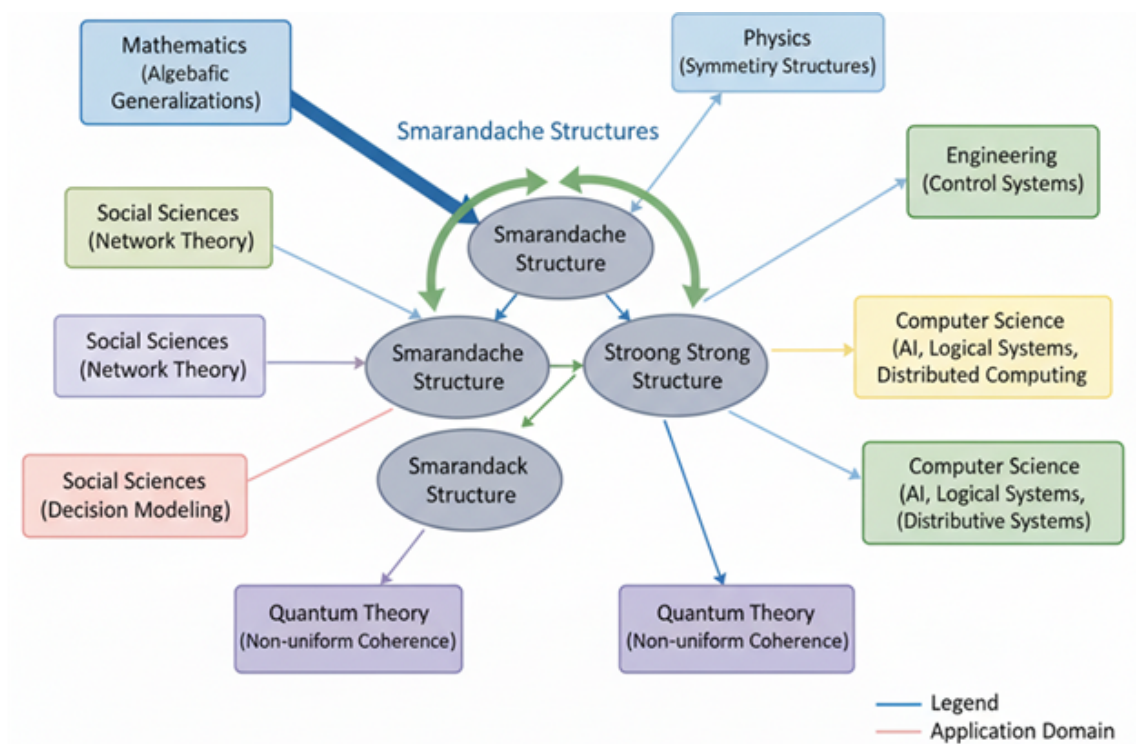 Mathematics
(Algebafic
Generalizations)
Physics
(Symmetiry Structures)
Smarandache Structures
Engineering
(Control Systems)
Social Sciences
(Network Theory)
Smarandache
Structure
Social Sciences
(Network Theory)
Smarandache
Structure
Stroong Strong
Structure
Computer Science
(AI, Logical Systems,
Distributed Computing
Social Sciences
(Decision Modeling)
Smarandack
Structure
Computer Science
(AI, Logical Systems,
(Distributive Systems)
Quantum Theory
(Non-uniform Coherence)
Quantum Theory
(Non-uniform Coherence)
Legend
Application Domain